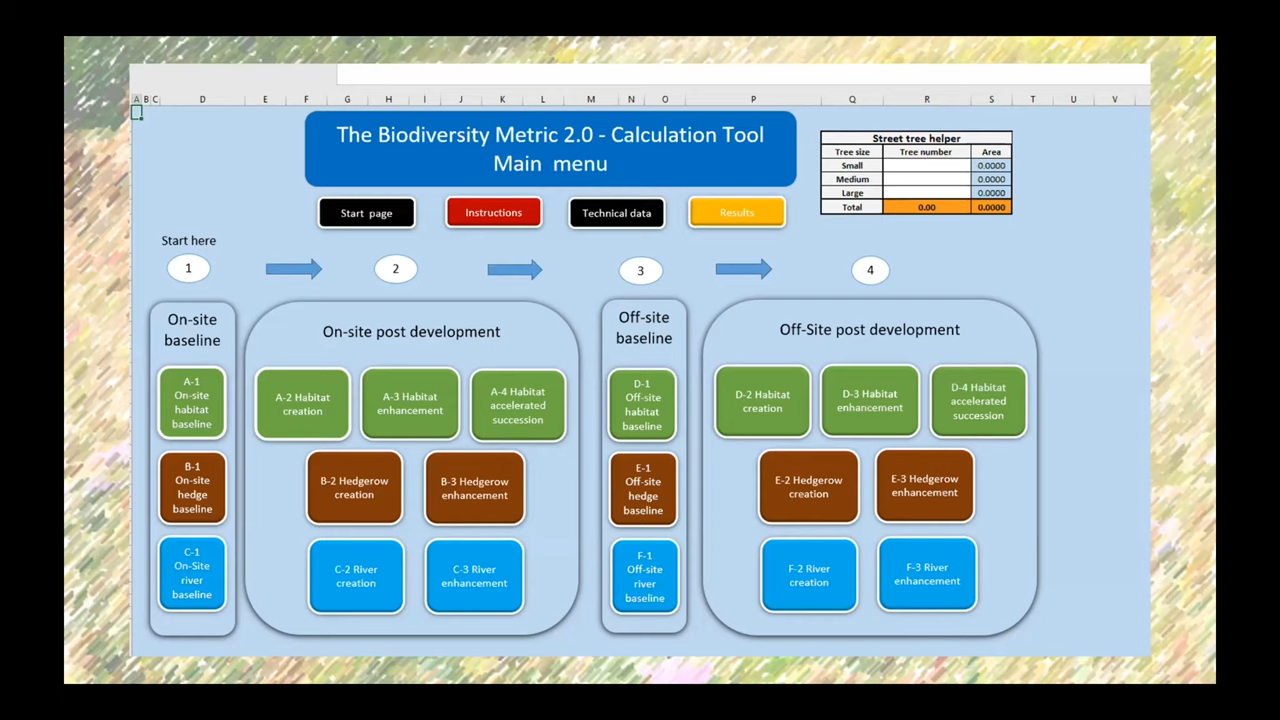 A B C D E F G H I J K L M N O P Q R S T U V
The Biodiversity Metric 2.0 - Calculation Tool
Main menu
Street tree helper
Tree size Tree number Area
Small 0.0000
Medium 0.0000
Large 0.0000
Total 0.00 0.0000
Start page
Instructions
Technical data
Results
Start here
1
2
3
4
On-site
baseline
On-site post development
Off-site
baseline
Off-Site post development
A-1
On-site
habitat
baseline
A-2 Habitat
creation
A-3 Habitat
enhancement
A-4 Habitat
accelerated
succession
D-1
Off-site
habitat
baseline
D-2 Habitat
creation
D-3 Habitat
enhancement
D-4 Habitat
accelerated
succession
B-1
On-site
hedge
baseline
B-2 Hedgerow
creation
B-3 Hedgerow
enhancement
E-1
Off-site
hedge
baseline
E-2 Hedgerow
creation
E-3 Hedgerow
enhancement
C-1
On-Site
river
baseline
C-2 River
creation
C-3 River
enhancement
F-1
Off-site
river
baseline
F-2 River
creation
F-3 River
enhancement